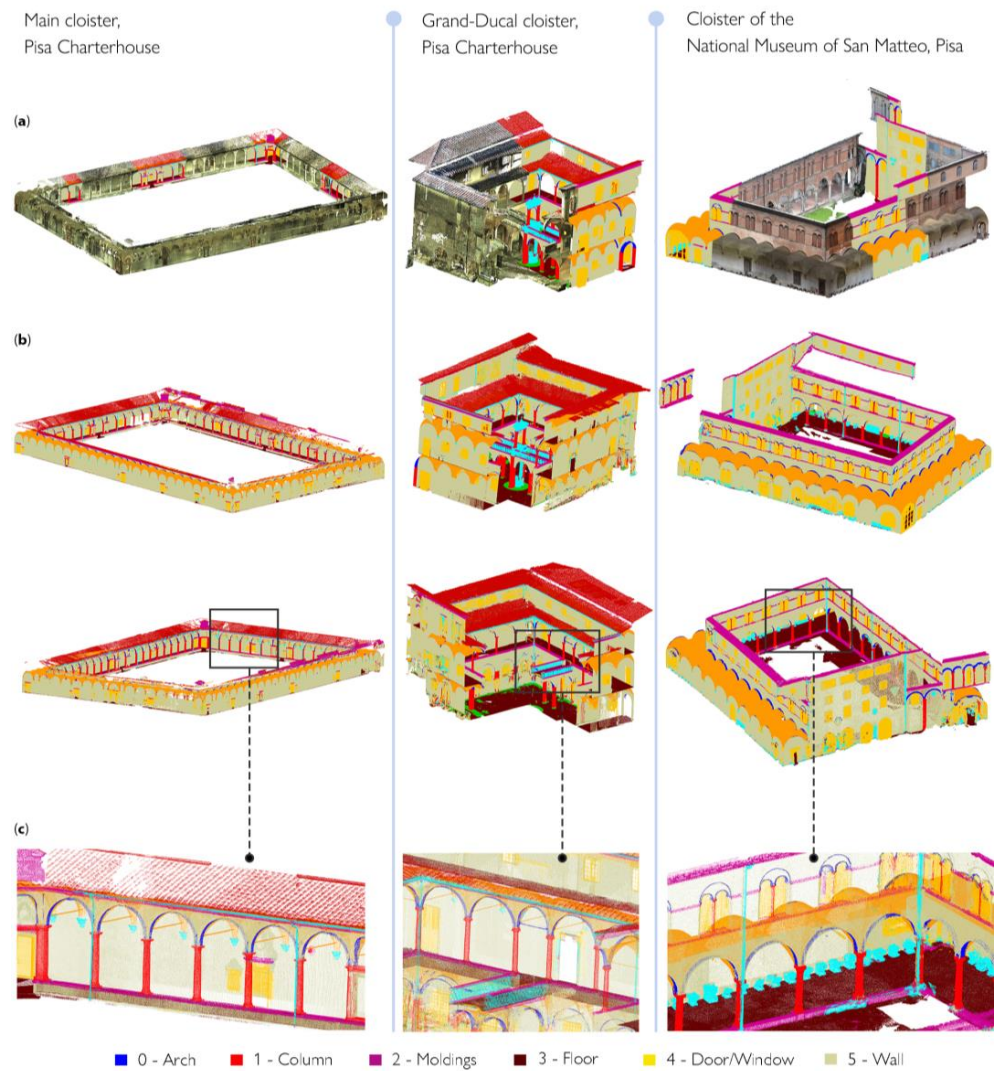 Main cloister,
Pisa Charterhouse
Grand-Ducal cloister,
Pisa Charterhouse
Cloister of the
National Museum of San Matteo, Pisa
(a)
(b)
(c)
0 - Arch
1 - Column
2 - Moldings
3 - Floor
4 - Door/Window
5 - Wall